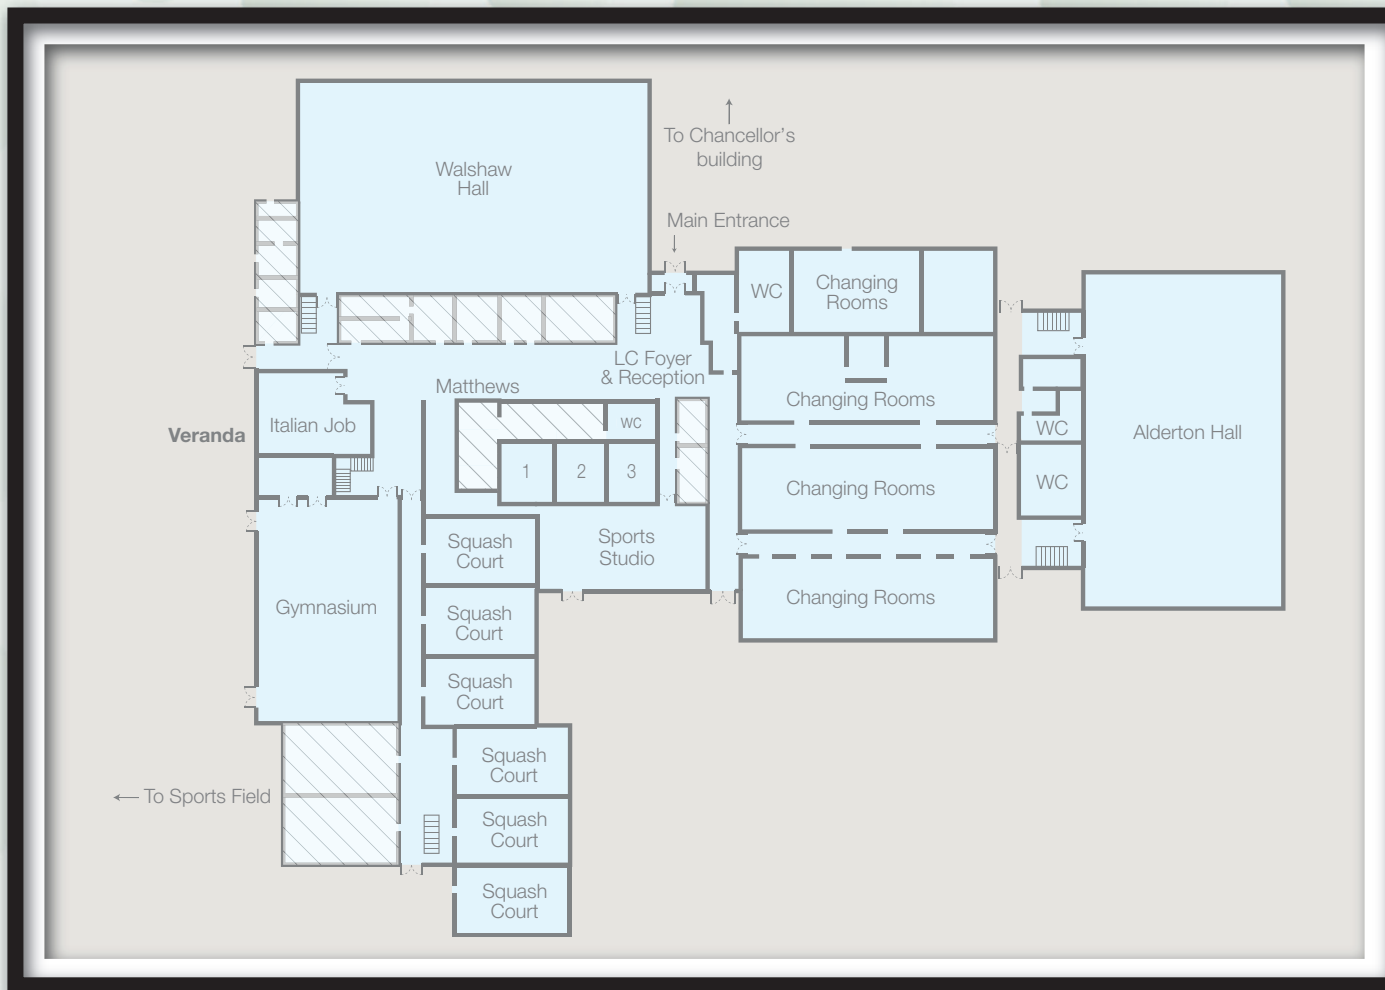 To Chancellor's
building
Walshaw
Hall
Main Entrance
WC
Changing
Rooms
LC Foyer
& Reception
Matthews
Changing Rooms
Italian Job
Veranda
WC
WC
Alderton Hall
1
2
3
Changing Rooms
WC
Sports
Studio
Squash
Court
Gymnasium
Squash
Court
Changing Rooms
Squash
Court
Squash
Court
To Sports Field
Squash
Court
Squash
Court